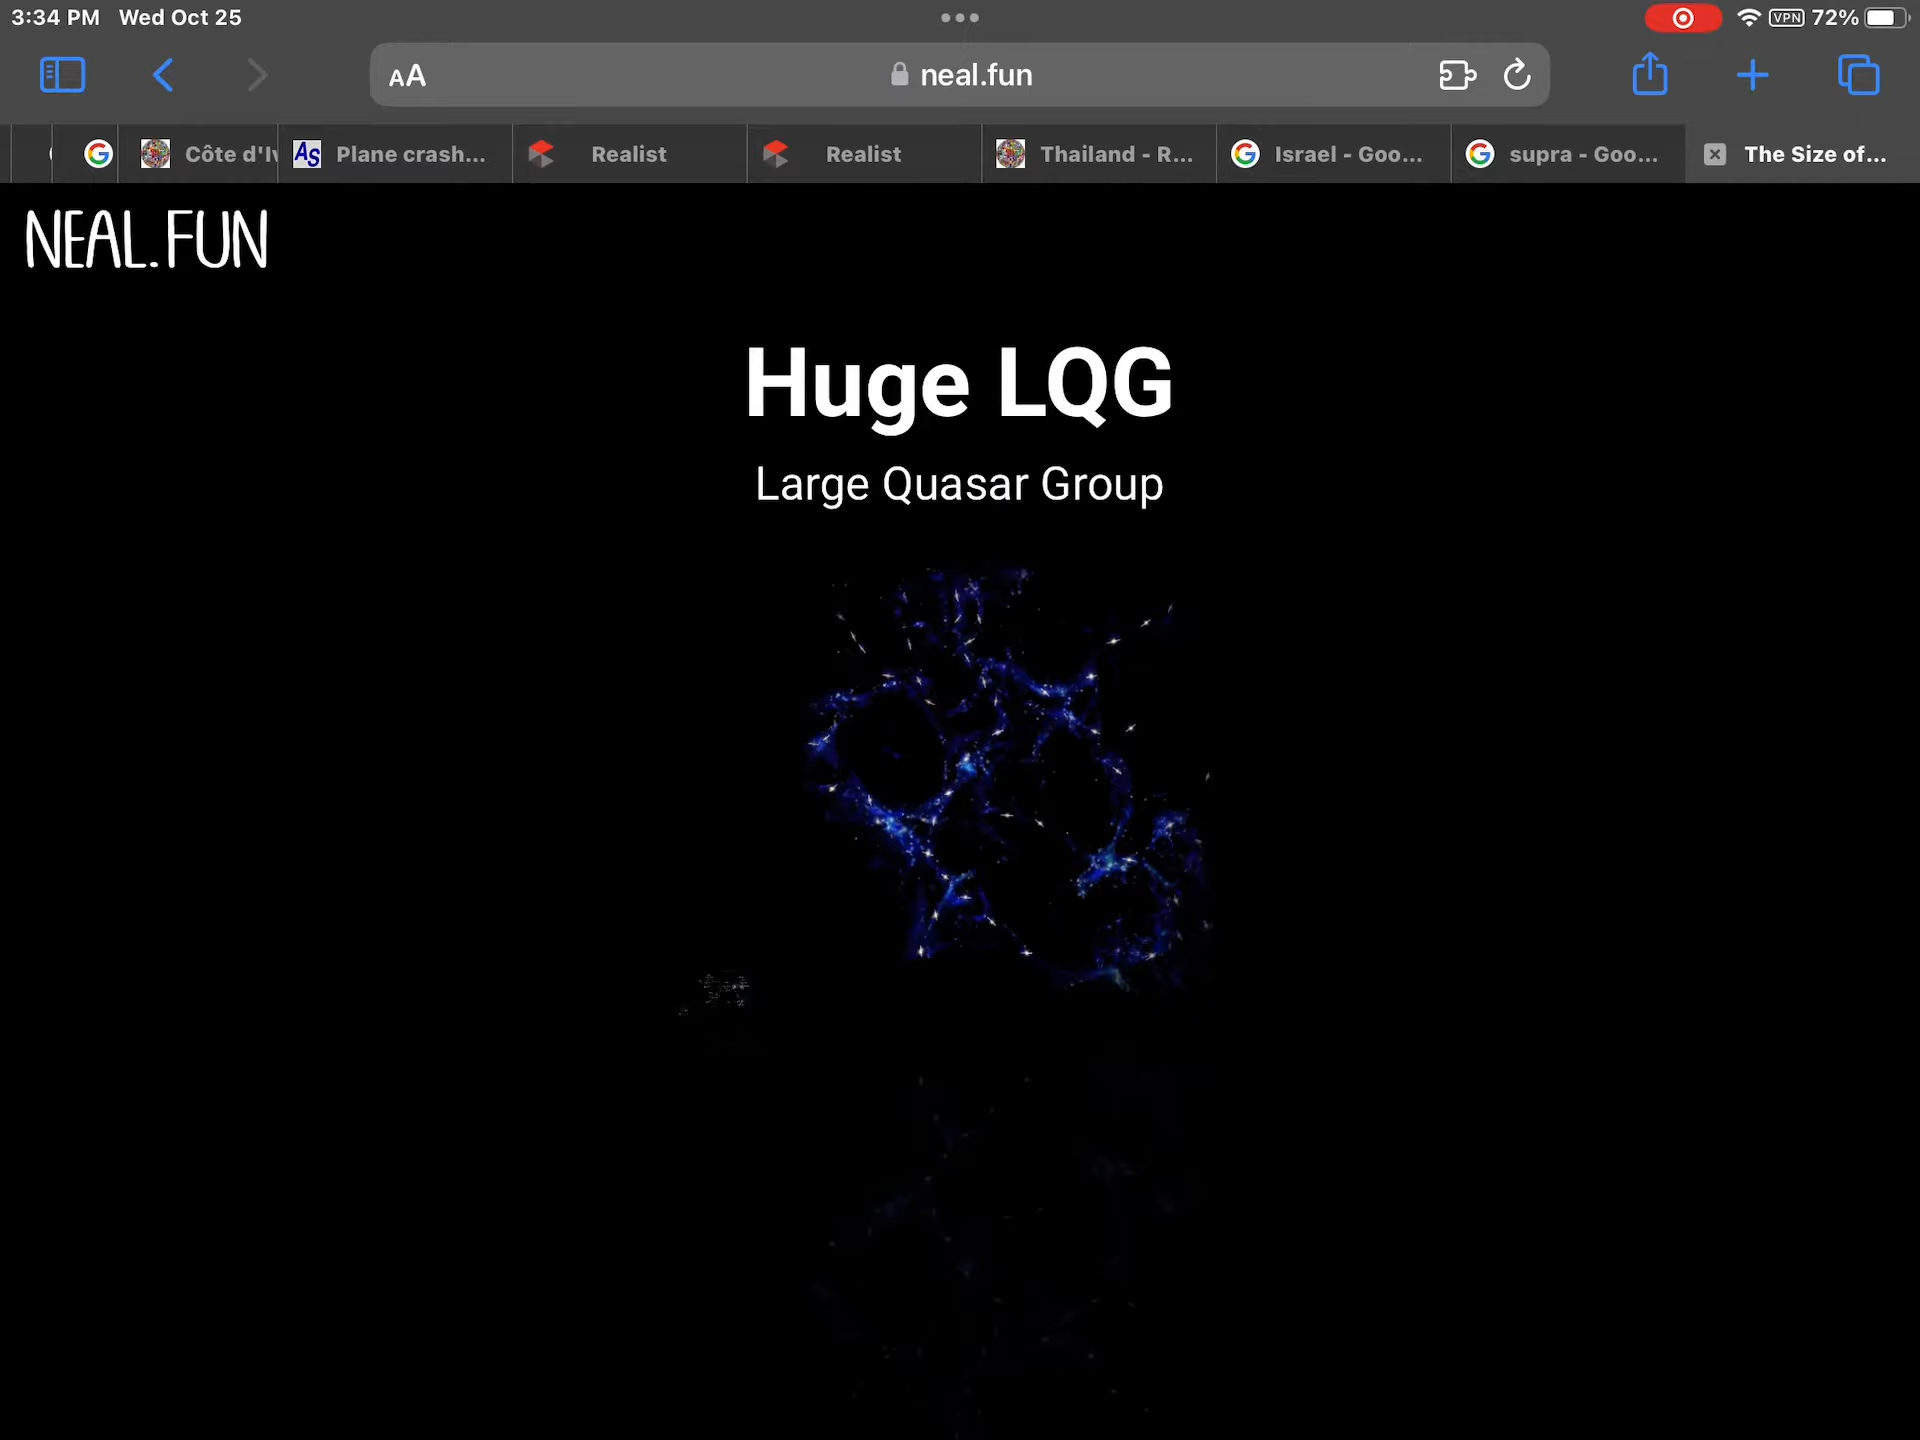 3:34 PM Wed Oct 25
VPN 72%
AA neal.fun
Côte d'Iv
Plane crash...
Realist
Realist
Thailand - R...
Israel - Goo...
supra - Goo...
The Size of...
NEAL.FUN
Huge LQG
Large Quasar Group